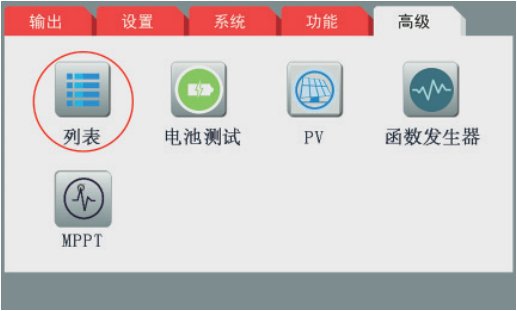 输出 设置 系统 功能 高级
列表 电池测试 PV 函数发生器
MPPT